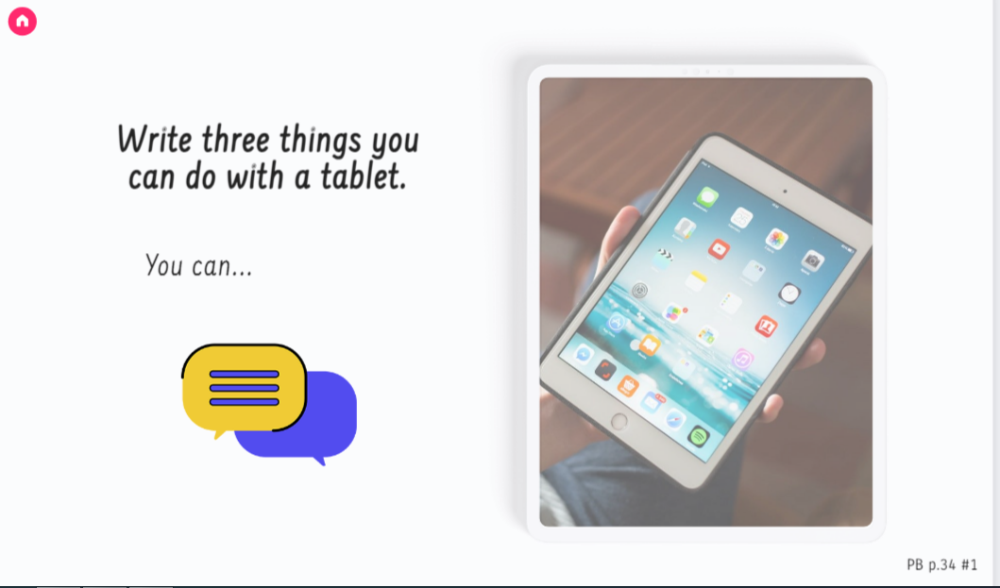 Write three things you
can do with a tablet.
You can...
PB p.34 #1